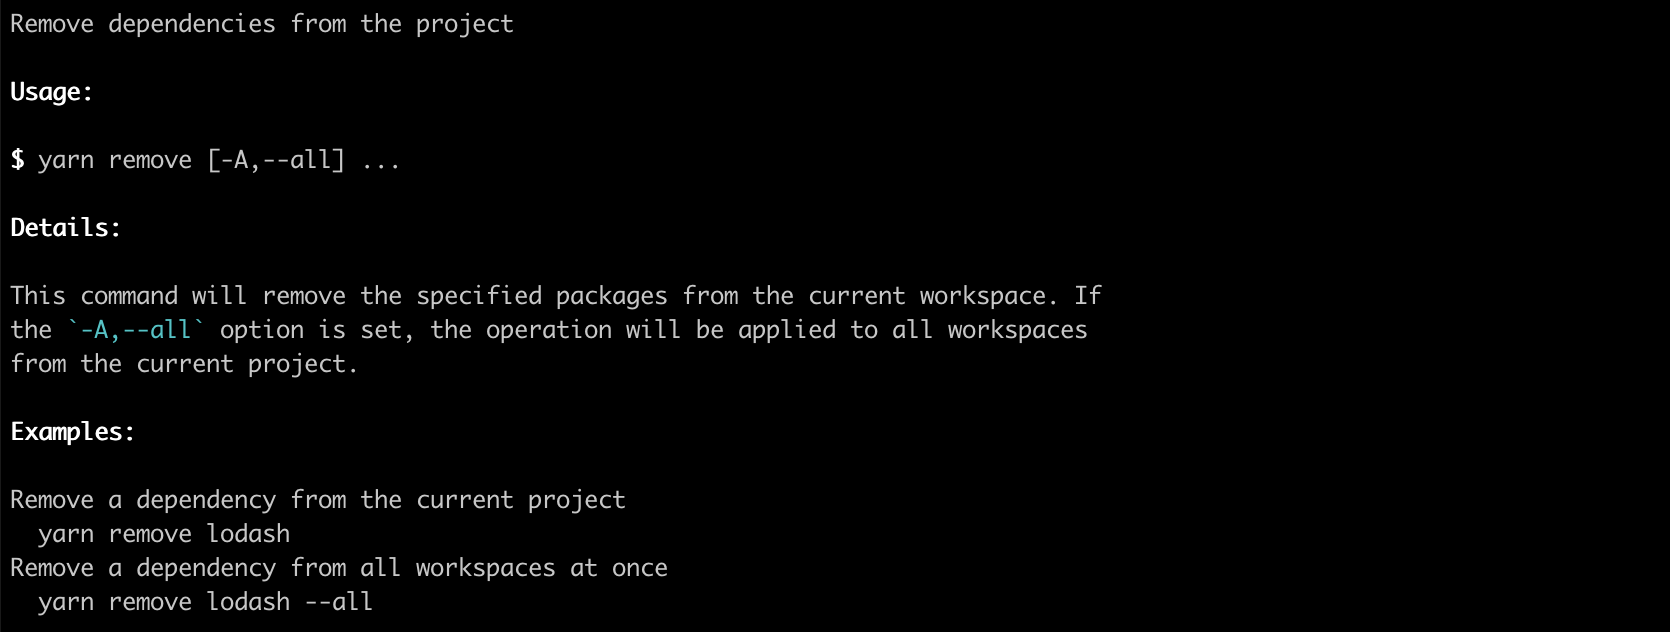 Remove dependencies from the project
Usage:
$ yarn remove [-A,--all] ...
Details:
This command will remove the specified packages from the current workspace. If
the `-A,--all` option is set, the operation will be applied to all workspaces
from the current project.
Examples:
Remove a dependency from the current project
  yarn remove lodash
Remove a dependency from all workspaces at once
  yarn remove lodash --all